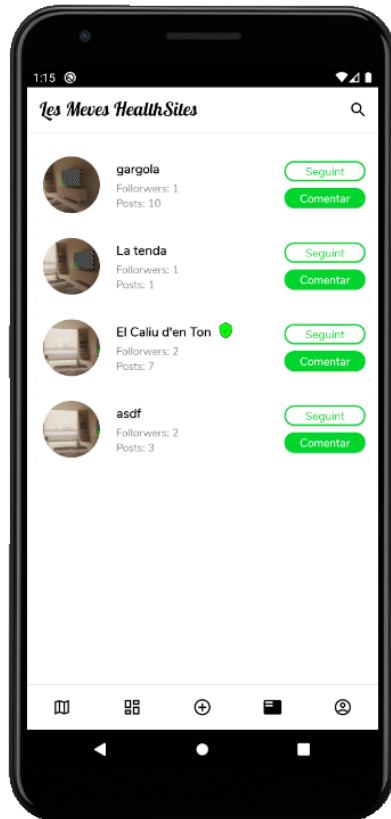 1:15
Les Meves HealthSites
gargola
Follorwers: 1
Posts: 10
Seguint
Comentar
La tenda
Follorwers: 1
Posts: 1
Seguint
Comentar
El Caliu d'en Ton
Follorwers: 2
Posts: 7
Seguint
Comentar
asdf
Follorwers: 2
Posts: 3
Seguint
Comentar